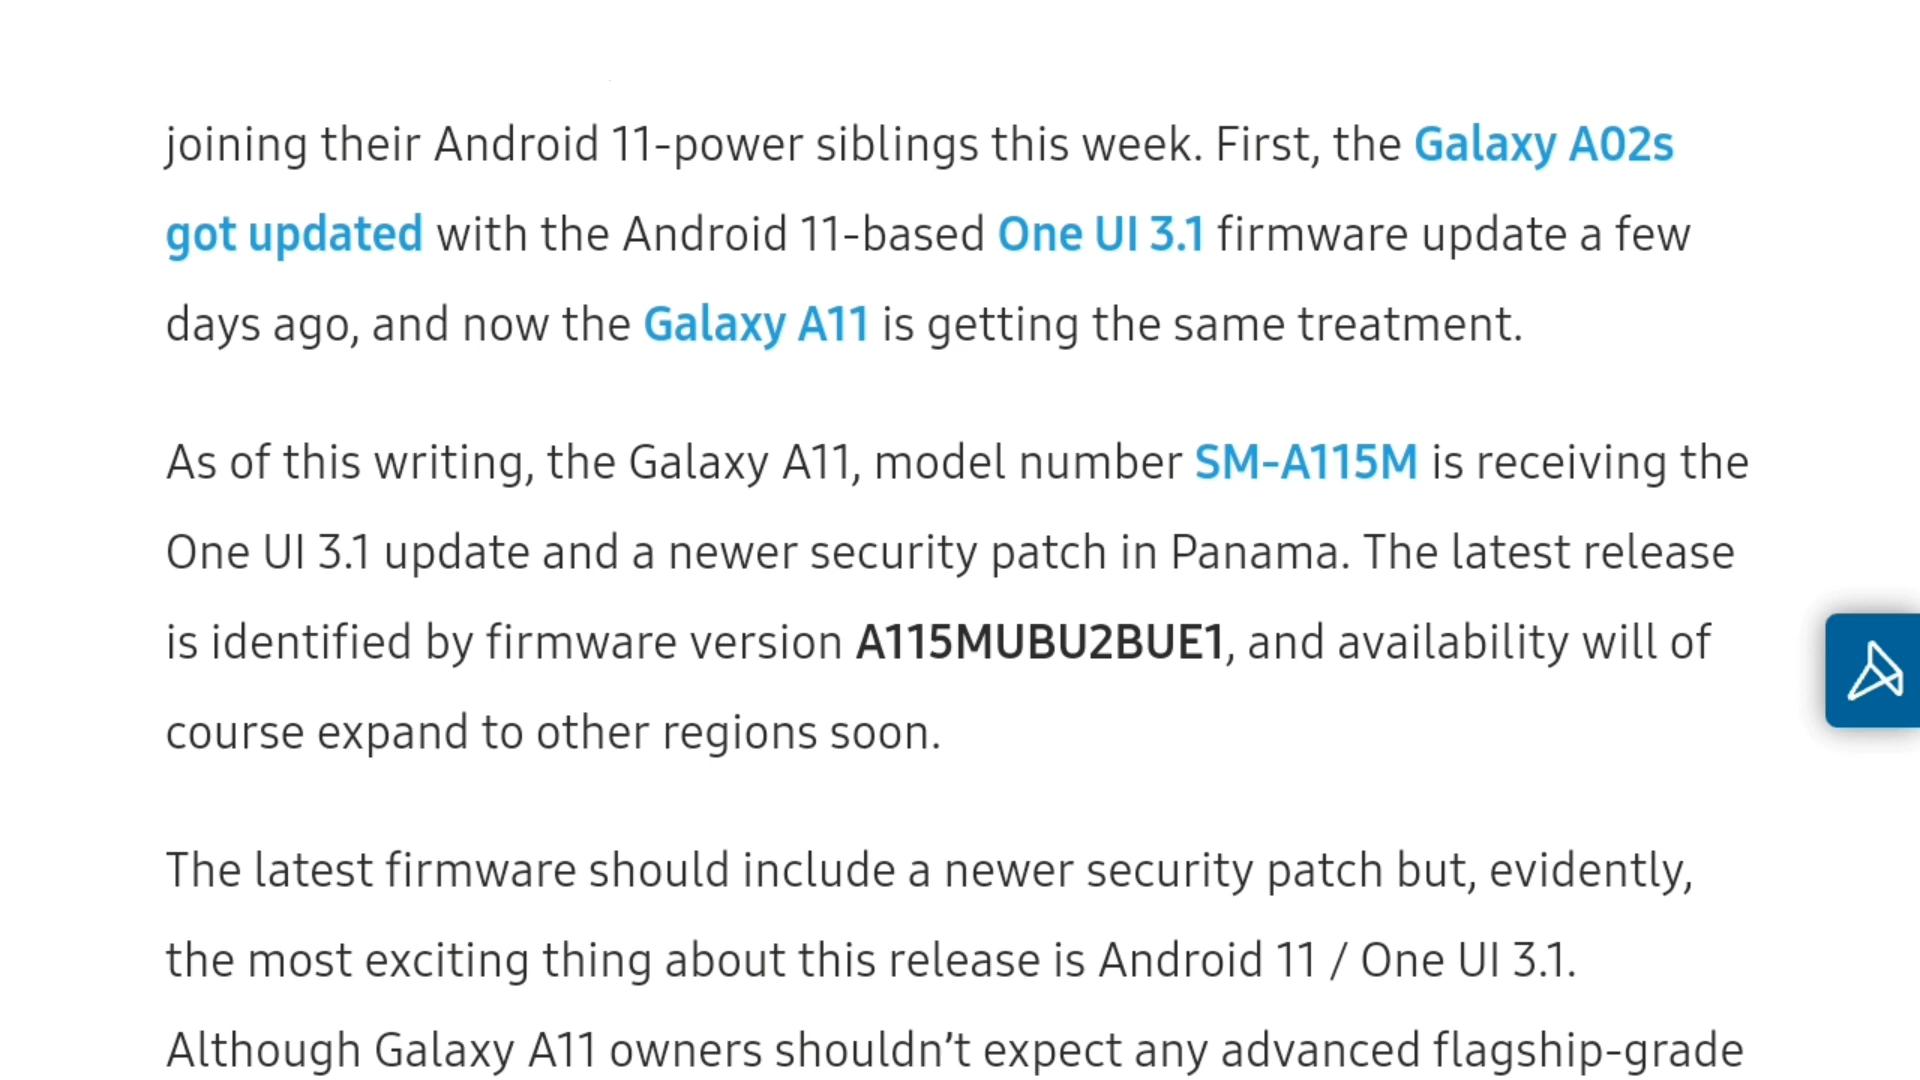 joining their Android 11-power siblings this week. First, the Galaxy A02s
got updated with the Android 11-based One UI 3.1 firmware update a few
days ago, and now the Galaxy A11 is getting the same treatment.
As of this writing, the Galaxy A11, model number SM-A115M is receiving the
One UI 3.1 update and a newer security patch in Panama. The latest release
is identified by firmware version A115MUBU2BUE1, and availability will of
course expand to other regions soon.
The latest firmware should include a newer security patch but, evidently,
the most exciting thing about this release is Android 11 / One UI 3.1.
Although Galaxy A11 owners shouldn’t expect any advanced flagship-grade